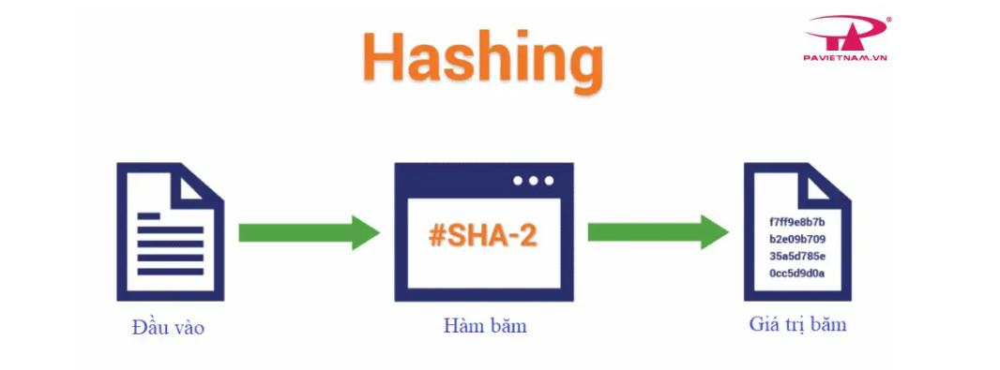 Hashing
PAVIETNAM.VN
#SHA-2
f7ff9e8b7b
b2e09b709
35a5d785e
0cc5d9d0a
Đầu vào
Hàm băm
Giá trị băm